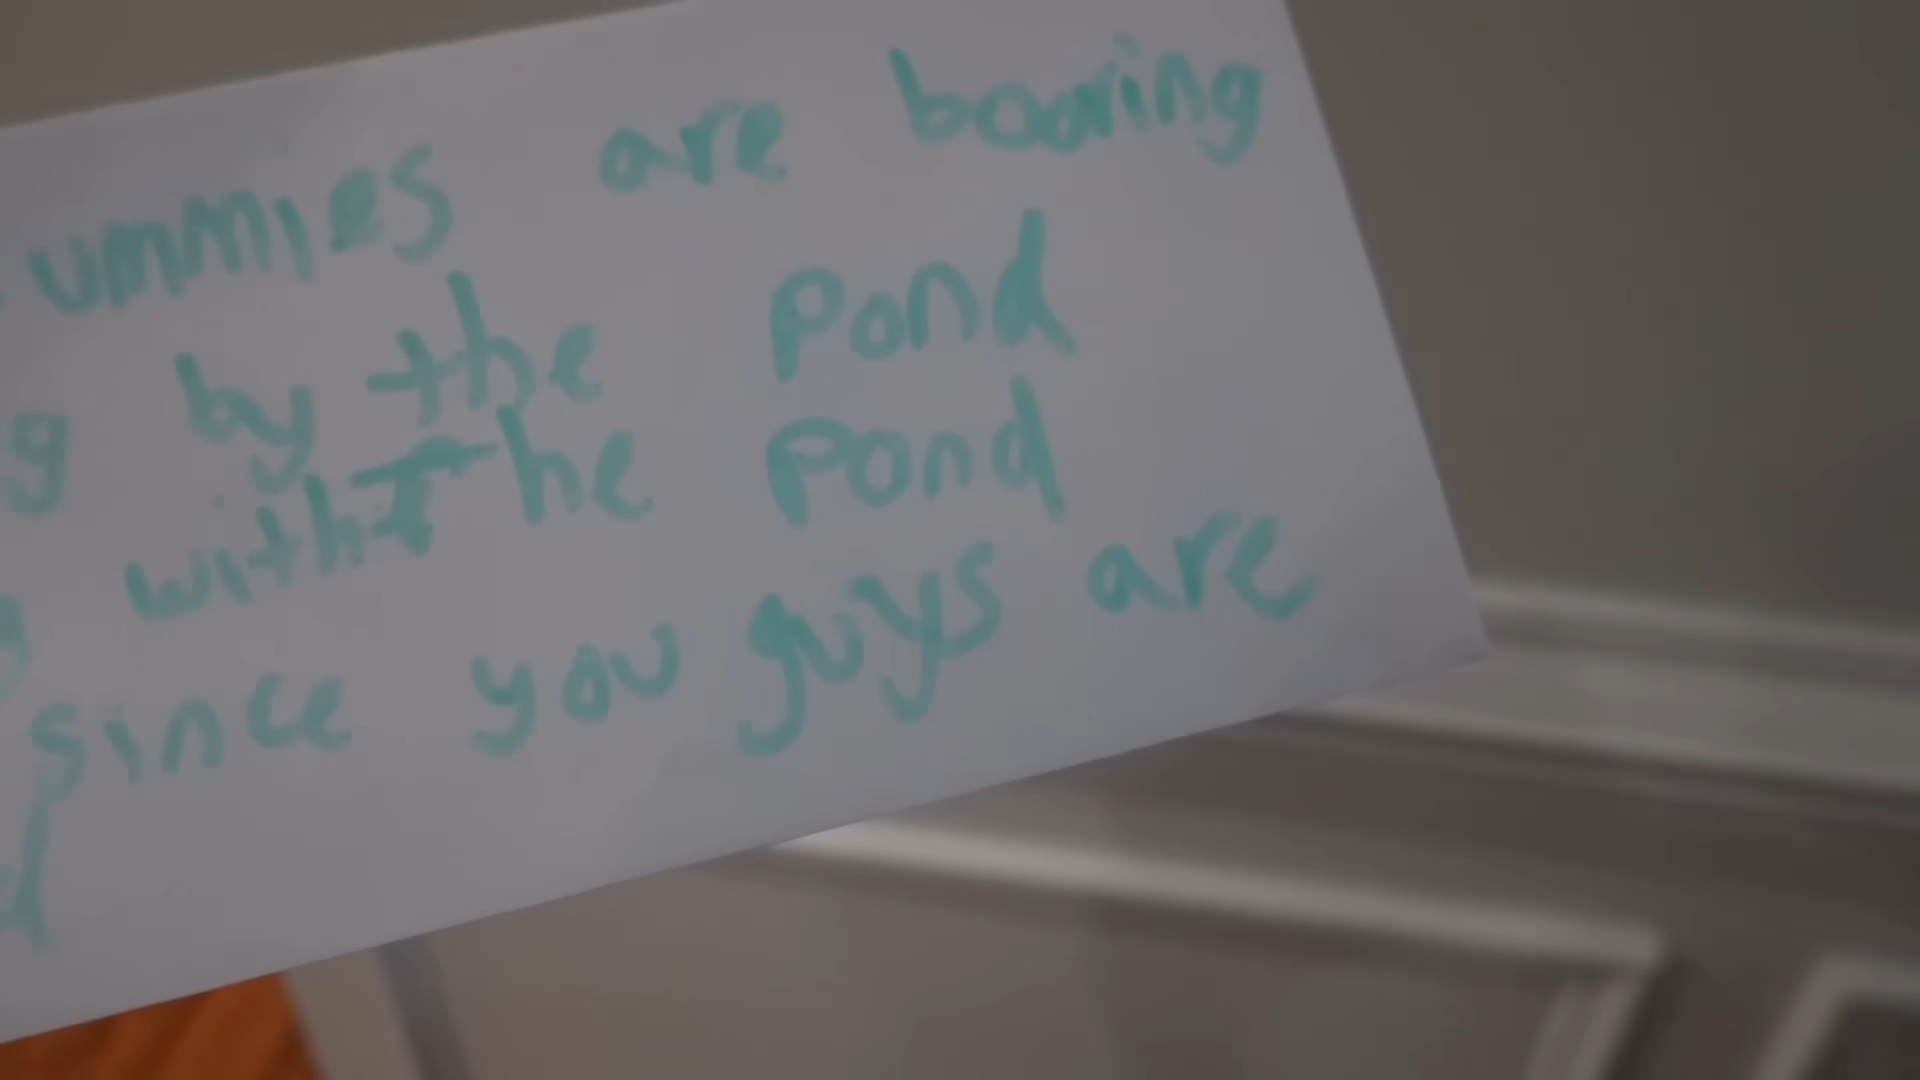 ummies are booring
g by the pond
g with the pond
since you guys are
d